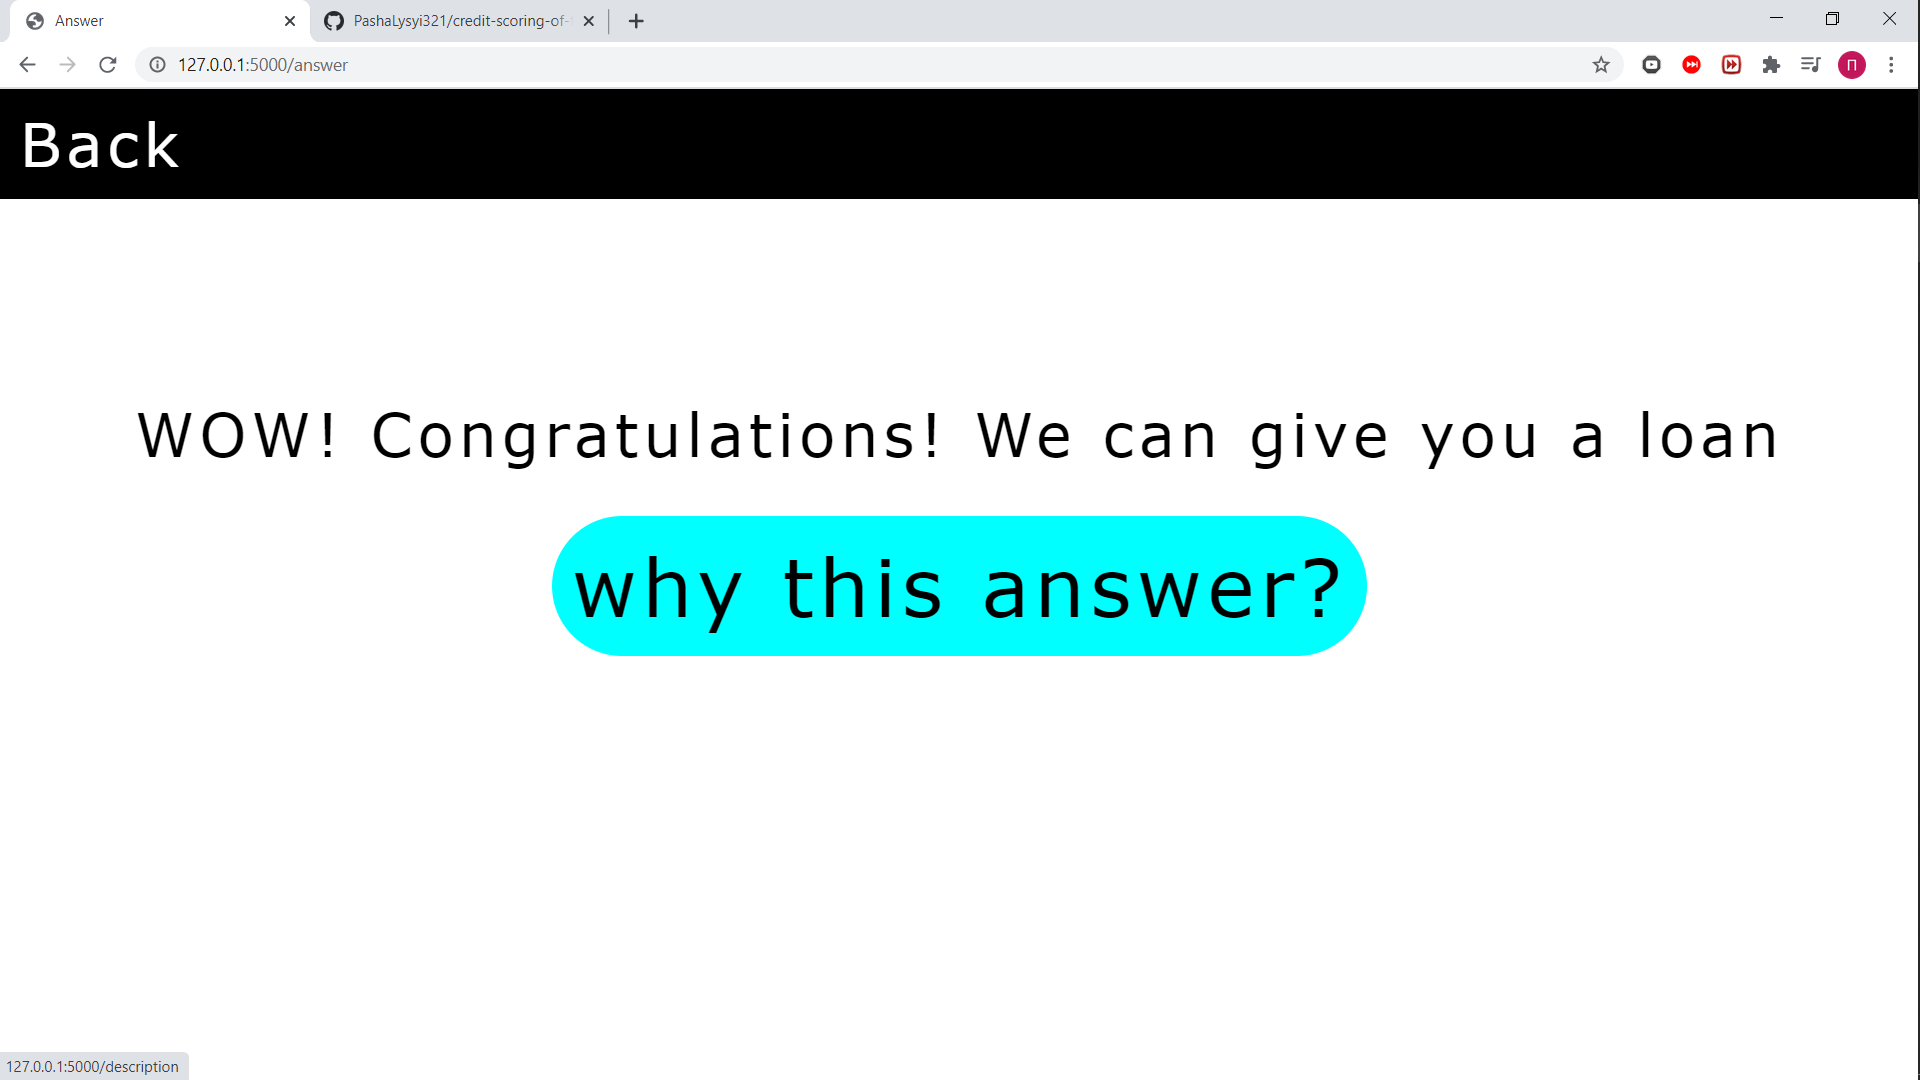 Answer
PashaLysyi321/credit-scoring-of-
127.0.0.1:5000/answer
П
Back
WOW! Congratulations! We can give you a loan
why this answer?
127.0.0.1:5000/description